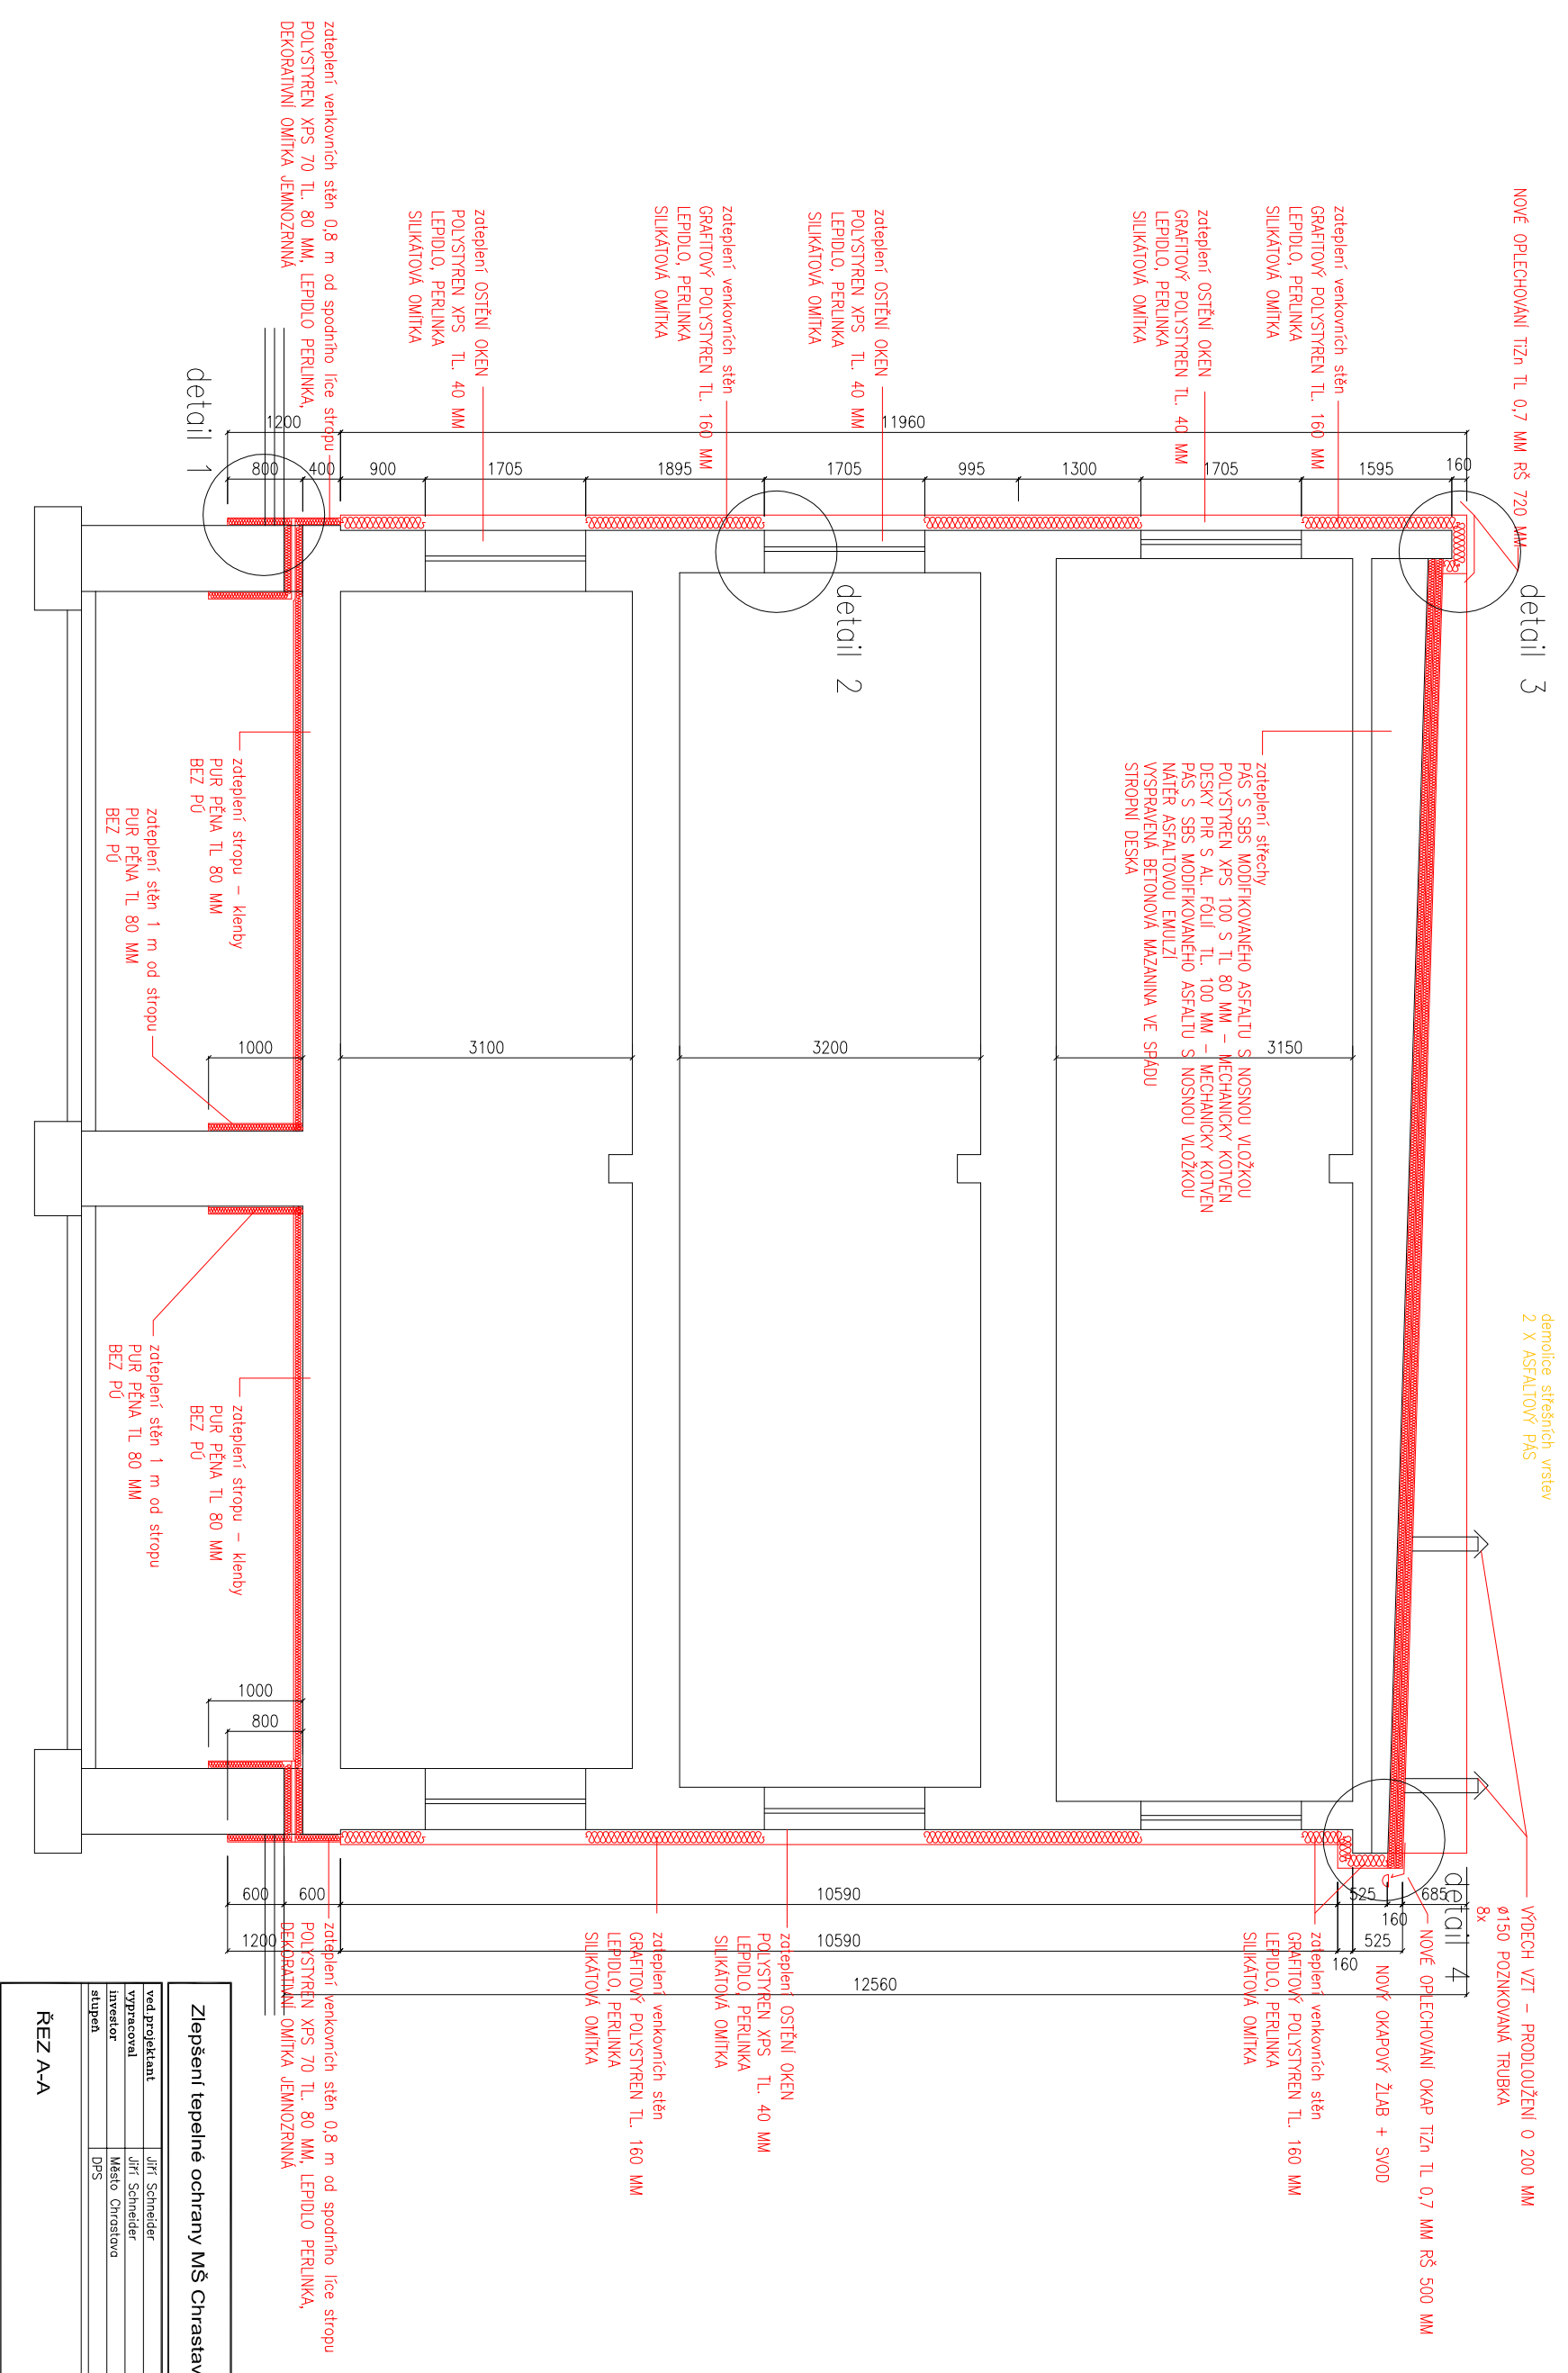 NOVÉ OPLECHOVÁNÍ TiZn TL 0,7 MM RŠ 720 MM
detail 3
demolice střešních vrstev
2 X ASFALTOVÝ PÁS
VÝDECH VZT – PRODLOUŽENÍ O 200 MM
ø150 POZNKOVANÁ TRUBKA
8x
detail 4
NOVÉ OPLECHOVÁNÍ OKAP TiZn TL 0,7 MM RŠ 500 MM
NOVÝ OKAPOVÝ ŽLAB + SVOD
zateplení venkovních stěn
GRAFITOVÝ POLYSTYREN TL. 160 MM
LEPIDLO, PERLINKA
SILIKÁTOVÁ OMÍTKA
zateplení OSTĚNÍ OKEN
GRAFITOVÝ POLYSTYREN TL. 40 MM
LEPIDLO, PERLINKA
SILIKÁTOVÁ OMÍTKA
zateplení OSTĚNÍ OKEN
POLYSTYREN XPS TL. 40 MM
LEPIDLO, PERLINKA
SILIKÁTOVÁ OMÍTKA
zateplení venkovních stěn
GRAFITOVÝ POLYSTYREN TL. 160 MM
LEPIDLO, PERLINKA
SILIKÁTOVÁ OMÍTKA
zateplení OSTĚNÍ OKEN
POLYSTYREN XPS TL. 40 MM
LEPIDLO, PERLINKA
SILIKÁTOVÁ OMÍTKA
zateplení venkovních stěn 0,8 m od spodního líce stropu
POLYSTYREN XPS 70 TL. 80 MM, LEPIDLO PERLINKA,
DEKORATIVNÍ OMÍTKA JEMNOZRNNÁ
detail 1
detail 2
160
1595
1705
1300
995
1705
1895
1705
900
400
800
11960
1200
zateplení střechy
PÁS S SBS MODIFIKOVANÉHO ASFALTU S NOSNOU VLOŽKOU
POLYSTYREN XPS 100 S TL 80 MM – MECHANICKY KOTVEN
DESKY PIR S AL. FÓLIÍ TL. 100 MM – MECHANICKY KOTVEN
PÁS S SBS MODIFIKOVANÉHO ASFALTU S NOSNOU VLOŽKOU
NÁTĚR ASFALTOVOU EMULZÍ
VYSPRAVENÁ BETONOVÁ MAZANINA VE SPÁDU
STROPNÍ DESKA
3150
3200
3100
1000
zateplení stropu – klenby
PUR PĚNA TL 80 MM
BEZ PÚ
zateplení stěn 1 m od stropu
PUR PĚNA TL 80 MM
BEZ PÚ
zateplení stropu – klenby
PUR PĚNA TL 80 MM
BEZ PÚ
zateplení stěn 1 m od stropu
PUR PĚNA TL 80 MM
BEZ PÚ
1000
800
685
160
525
10590
600
600
525
160
10590
1200
12560
zateplení venkovních stěn
GRAFITOVÝ POLYSTYREN TL. 160 MM
LEPIDLO, PERLINKA
SILIKÁTOVÁ OMÍTKA
zateplení OSTĚNÍ OKEN
POLYSTYREN XPS TL. 40 MM
LEPIDLO, PERLINKA
SILIKÁTOVÁ OMÍTKA
zateplení venkovních stěn
GRAFITOVÝ POLYSTYREN TL. 160 MM
LEPIDLO, PERLINKA
SILIKÁTOVÁ OMÍTKA
zateplení venkovních stěn 0,8 m od spodního líce stropu
POLYSTYREN XPS 70 TL. 80 MM, LEPIDLO PERLINKA,
DEKORATIVNÍ OMÍTKA JEMNOZRNNÁ
Zlepšení tepelné ochrany MŠ Chrastav
ved.projektant Jiří Schneider
vypracoval Jiří Schneider
investor Město Chrastava
stupeň DPS
ŘEZ A-A